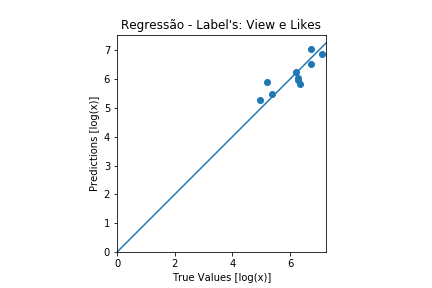 Regressão - Label's: View e Likes
Predictions [log(x)]
7
6
5
4
3
2
1
0
0 2 4 6
True Values [log(x)]